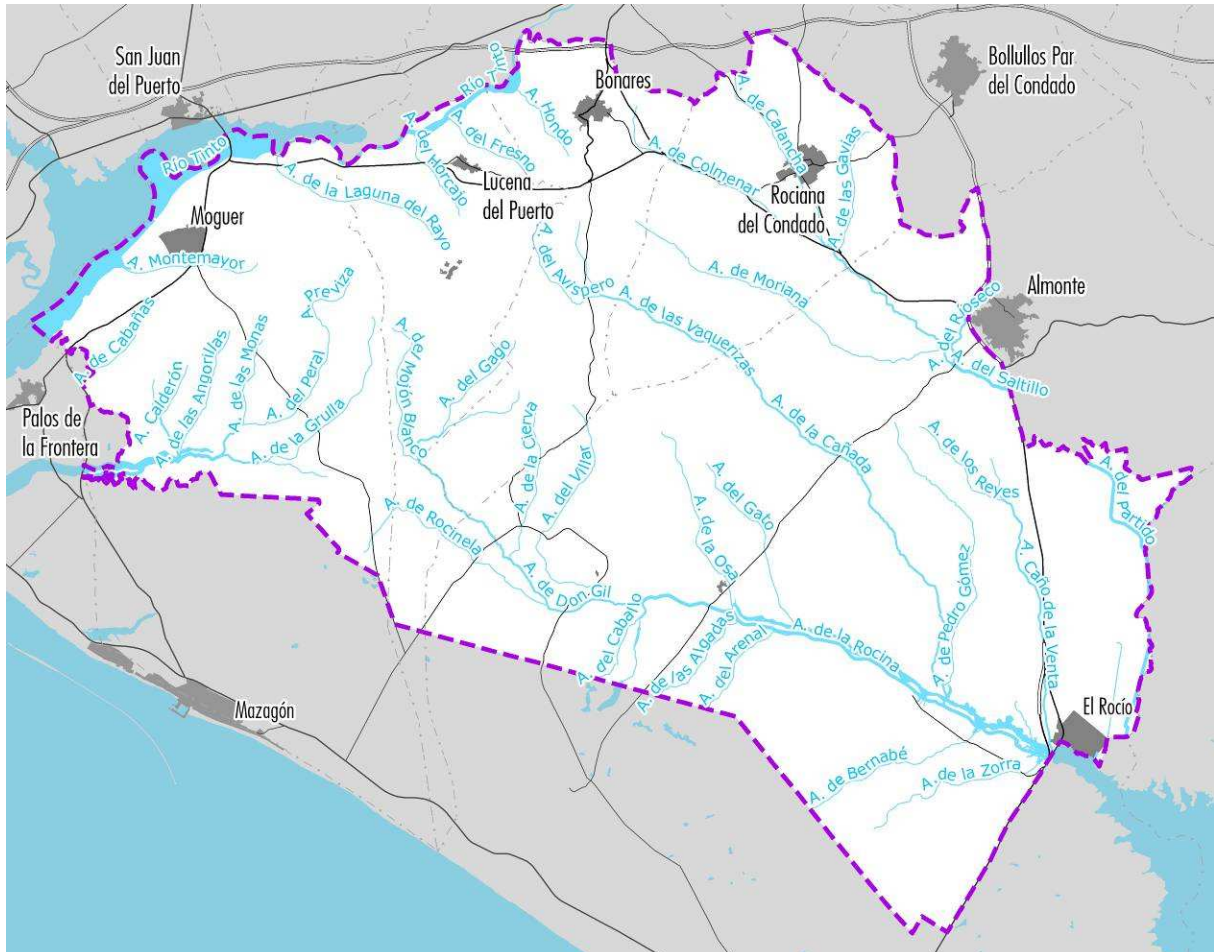 San Juan
del Puerto
Bollullos Par
del Condado
Río Tinto
Bonares
A. Hondo
A. de Calancha
A. del Fresno
A. del Horcajo
A. de Colmenar
A. de las Gavias
Río Tinto
Lucena
del Puerto
Rociana
del Condado
A. de la Laguna del Rayo
Moguer
A. Montemayor
A. del Avispero
A. de Moriana
Almonte
A. Previza
A. de las Vaquerizas
A. del Ríoseco
A. de Cabañas
A. del Saltillo
A. Calderón
A. de las Angorillas
A. de las Monas
A. del Peral
A. de la Grulla
A. del Mojón Blanco
A. del Gago
Palos de
la Frontera
A. de la Cierva
A. del Villar
A. de la Cañada
A. de los Reyes
A. del Partido
A. de Rocinela
A. de la Osa
A. del Gato
A. de Don Gil
A. de Pedro Gómez
A. Caño de la Venta
A. del Caballo
A. de las Algadas
A. del Arenal
A. de la Rocina
Mazagón
El Rocío
A. de Bernabé
A. de la Zorra